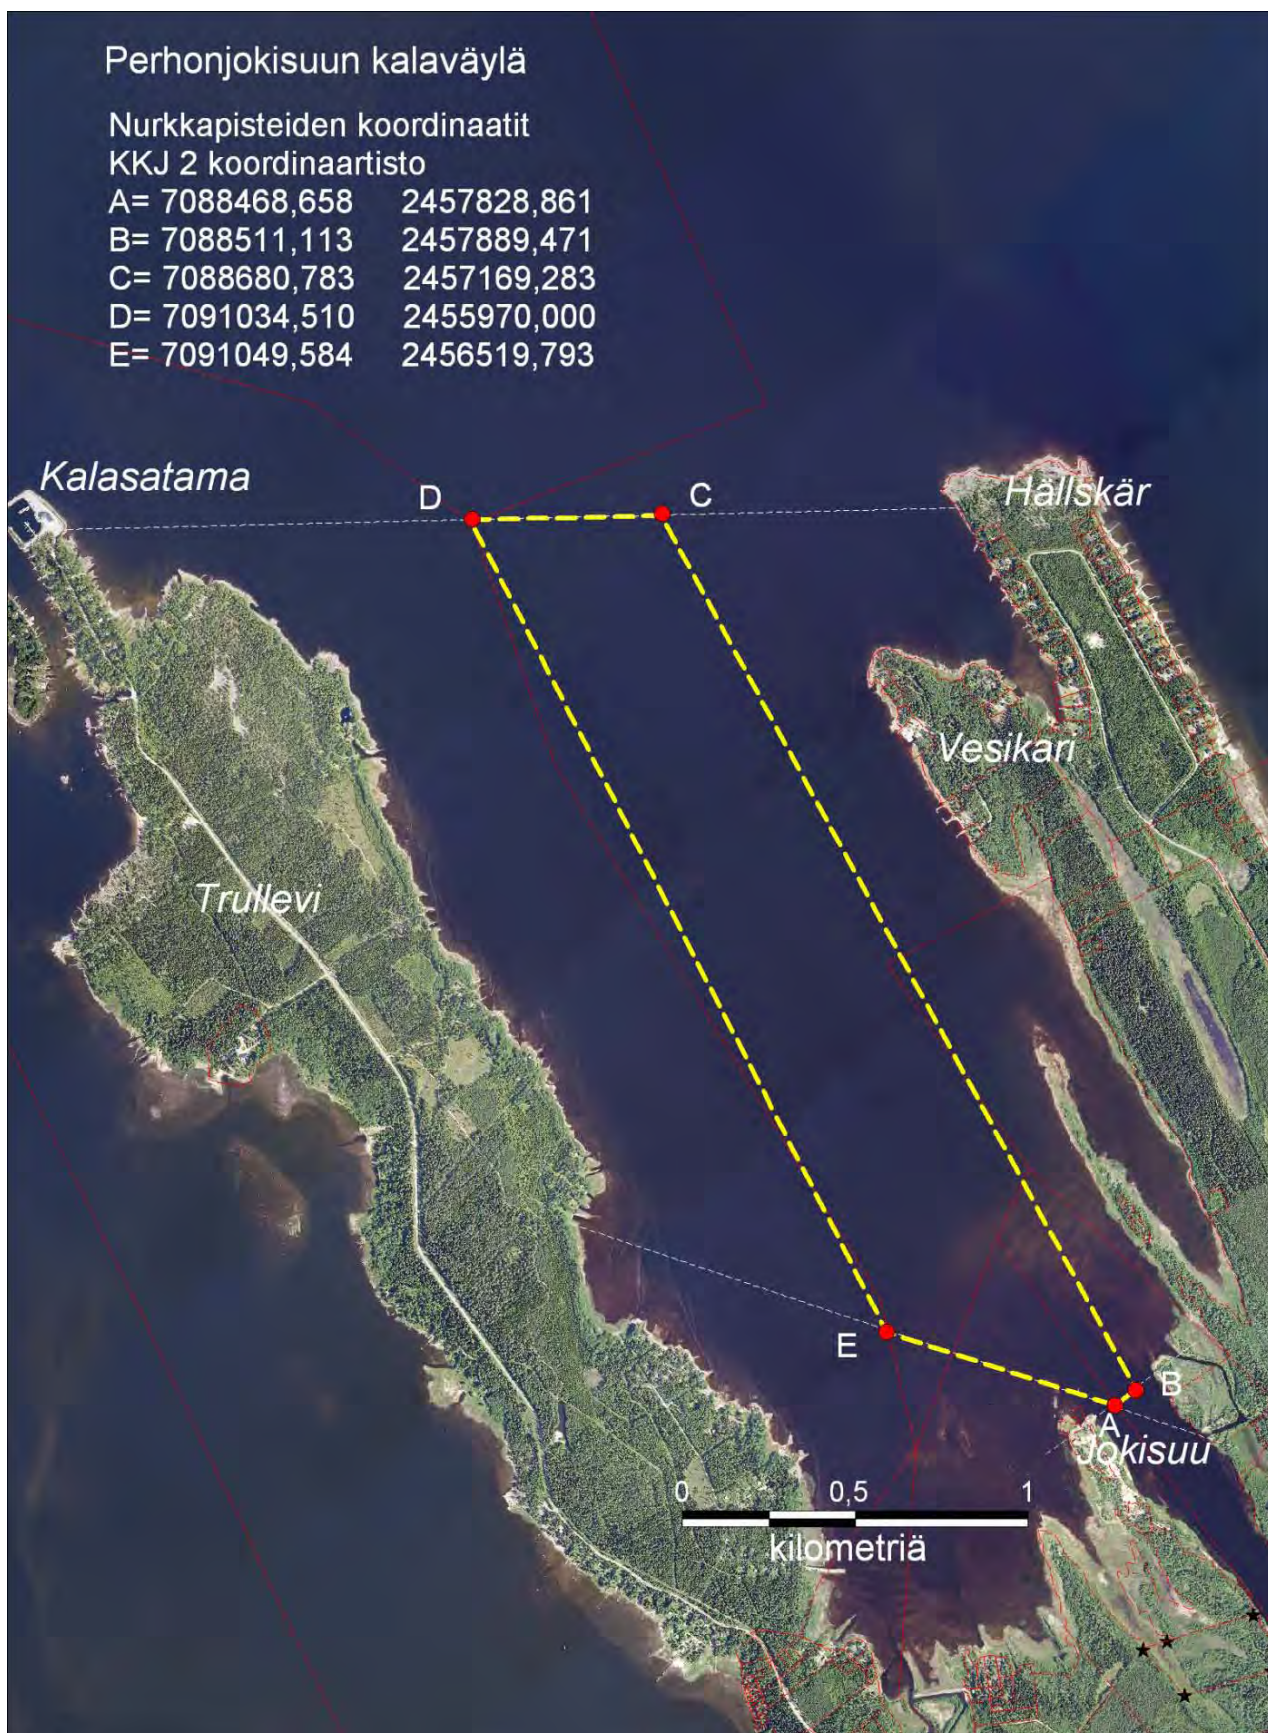 Perhonjokisuun kalaväylä
Nurkkapisteiden koordinaatit
KKJ 2 koordinaartisto
A= 7088468,658 2457828,861
B= 7088511,113 2457889,471
C= 7088680,783 2457169,283
D= 7091034,510 2455970,000
E= 7091049,584 2456519,793
Kalasatama
D
C
Hällskär
Vesikari
Trullevi
E
B
A
Jokisuu
0 0,5 1
kilometriä